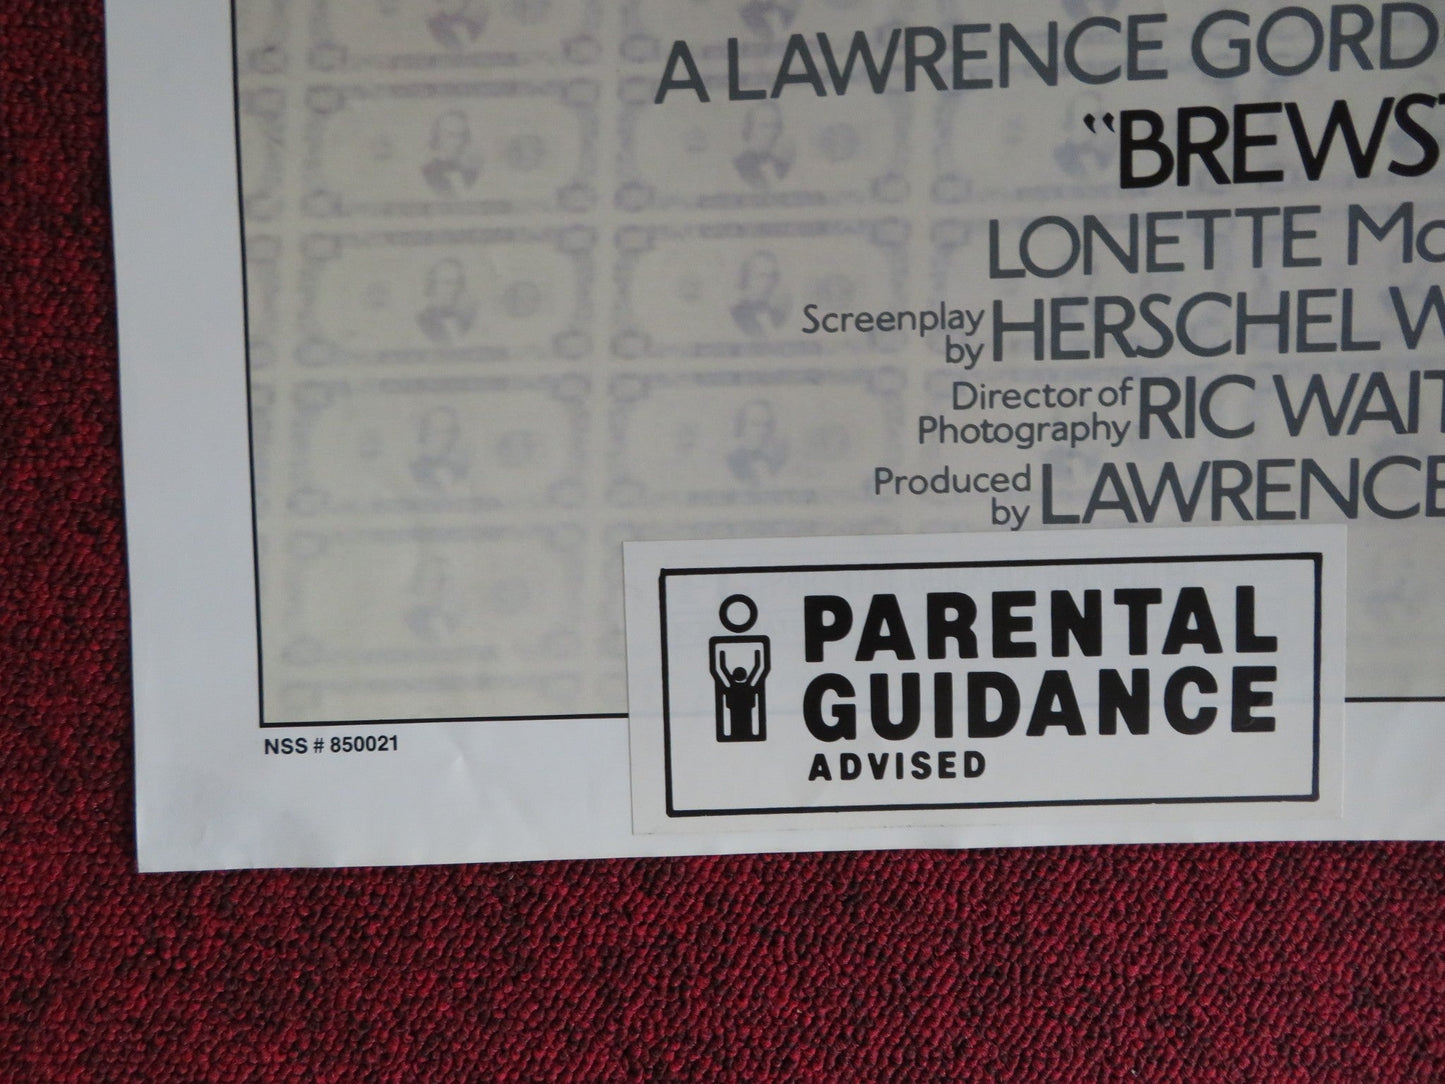 A LAWRENCE GORD
"BREWST
LONETTE Mc
Screenplay
by HERSCHEL W
Director of
Photography RIC WAIT
Produced
by LAWRENCE
PARENTAL
GUIDANCE
ADVISED
NSS # 850021